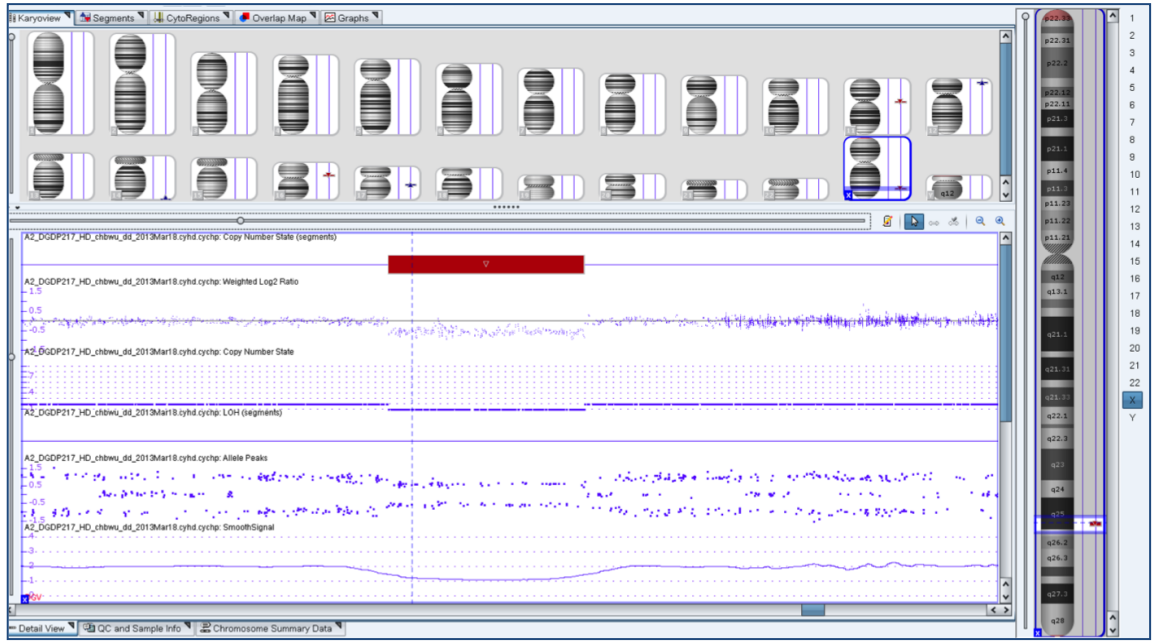 Karyoview Segments CytoRegions Overlap Map Graphs
q12
A2_DGDP217_HD_chbwu_dd_2013Mar18.cyhd.cychp: Copy Number State (segments)
A2_DGDP217_HD_chbwu_dd_2013Mar18.cyhd.cychp: Weighted Log2 Ratio
1.5
0.5
-0.5
A2_DGDP217_HD_chbwu_dd_2013Mar18.cyhd.cychp: Copy Number State
7
4
A2_DGDP217_HD_chbwu_dd_2013Mar18.cyhd.cychp: LOH (segments)
A2_DGDP217_HD_chbwu_dd_2013Mar18.cyhd.cychp: Allele Peaks
1.5
0.5
-0.5
-1.5
A2_DGDP217_HD_chbwu_dd_2013Mar18.cyhd.cychp: SmoothSignal
4
3
2
1
X
Detail View QC and Sample Info Chromosome Summary Data
p22.33
p22.31
p22.2
p22.12
p22.11
p21.3
p21.1
p11.4
p11.3
p11.23
p11.22
p11.21
q12
q13.1
q21.1
q21.31
q21.33
q22.1
q22.3
q23
q24
q25
q26.2
q26.3
q27.3
q28
X
1
2
3
4
5
6
7
8
9
10
11
12
13
14
15
16
17
18
19
20
21
22
X
Y